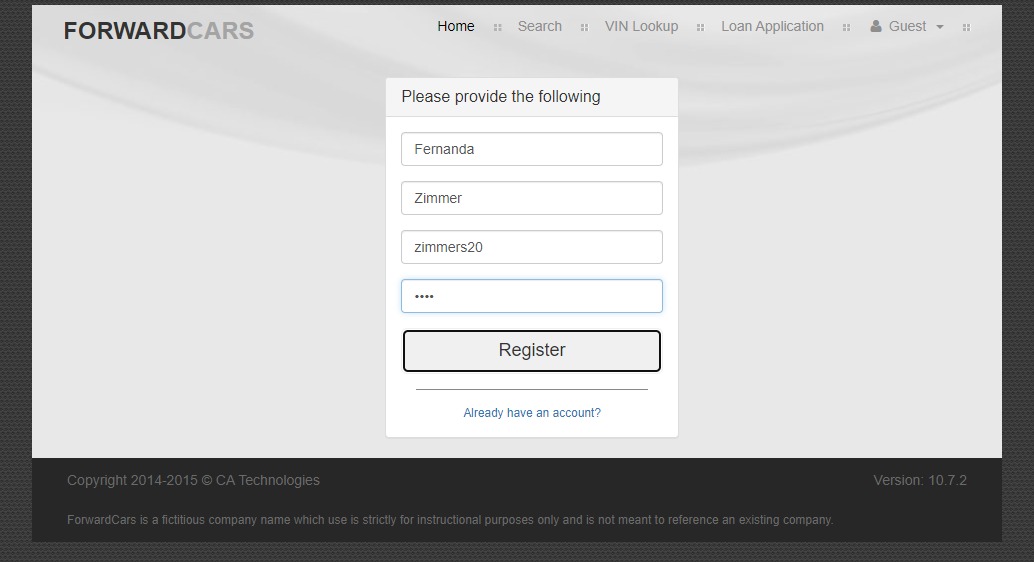 FORWARDCARS
Home Search VIN Lookup Loan Application Guest
Please provide the following
Fernanda
Zimmer
zimmers20
••••
Register
Already have an account?
Copyright 2014-2015 © CA Technologies Version: 10.7.2
ForwardCars is a fictitious company name which use is strictly for instructional purposes only and is not meant to reference an existing company.